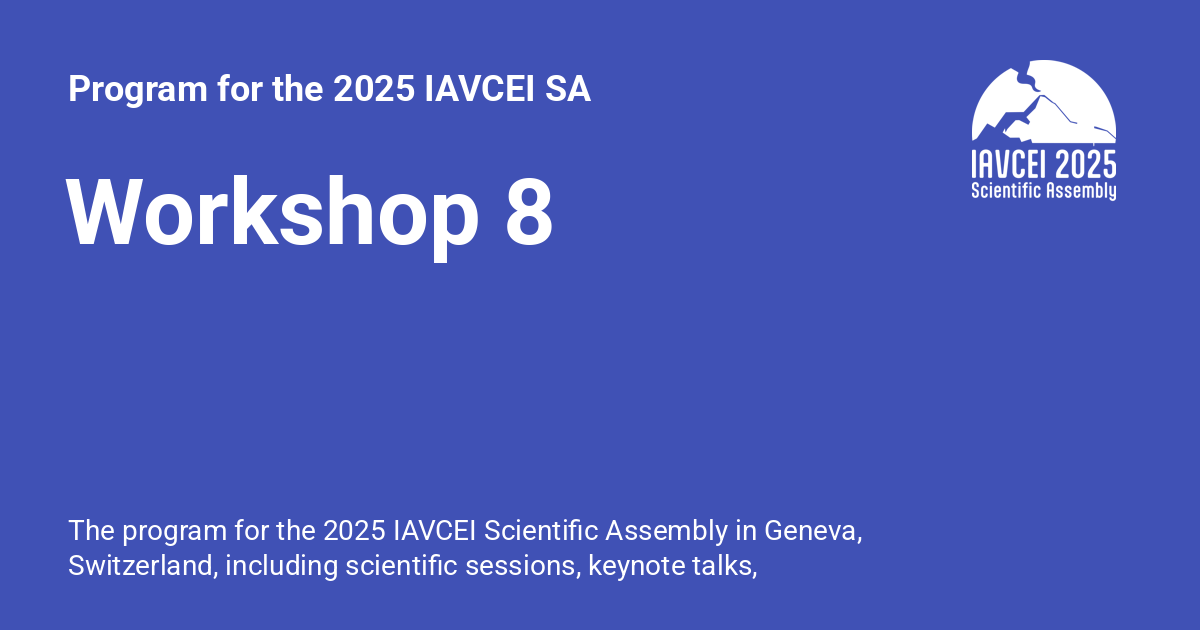 Program for the 2025 IAVCEI SA
IAVCEI 2025
Scientific Assembly
Workshop 8
The program for the 2025 IAVCEI Scientific Assembly in Geneva,
Switzerland, including scientific sessions, keynote talks,